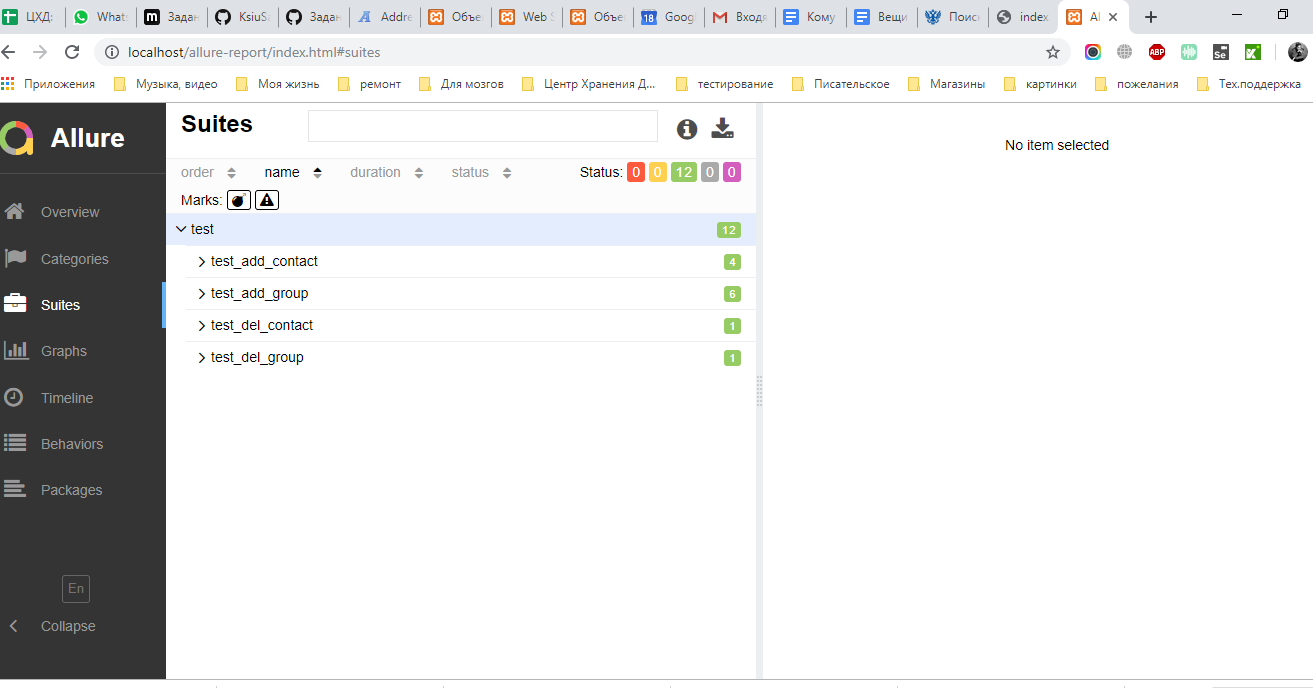 ЦХД: Whats Задан KsiuSa Задан Addre Объе Web S Объе Goog Входя Кому Вещи Поис index. Al
localhost/allure-report/index.html#suites
Приложения Музыка, видео Моя жизнь ремонт Для мозгов Центр Хранения Д... тестирование Писательское Магазины картинки пожелания Тех.поддержка
Allure
Overview
Categories
Suites
Graphs
Timeline
Behaviors
Packages
En
Collapse
Suites
order name duration status Status: 0 0 12 0 0
Marks:
test 12
test_add_contact 4
test_add_group 6
test_del_contact 1
test_del_group 1
No item selected